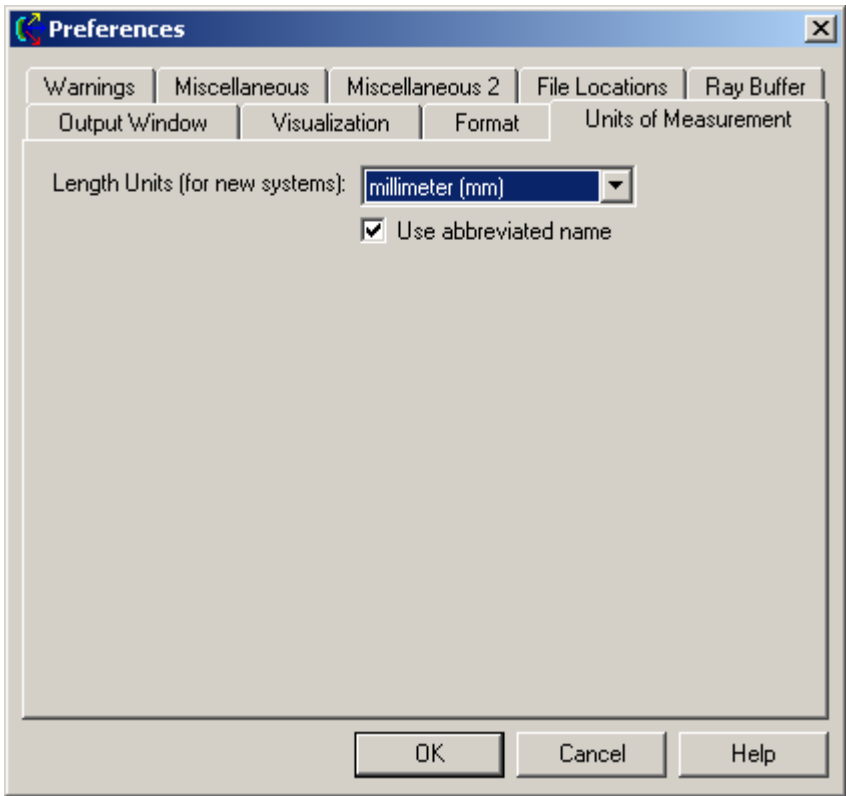 Preferences
Warnings Miscellaneous Miscellaneous 2 File Locations Ray Buffer
Output Window Visualization Format Units of Measurement
Length Units (for new systems): millimeter (mm)
Use abbreviated name
OK Cancel Help